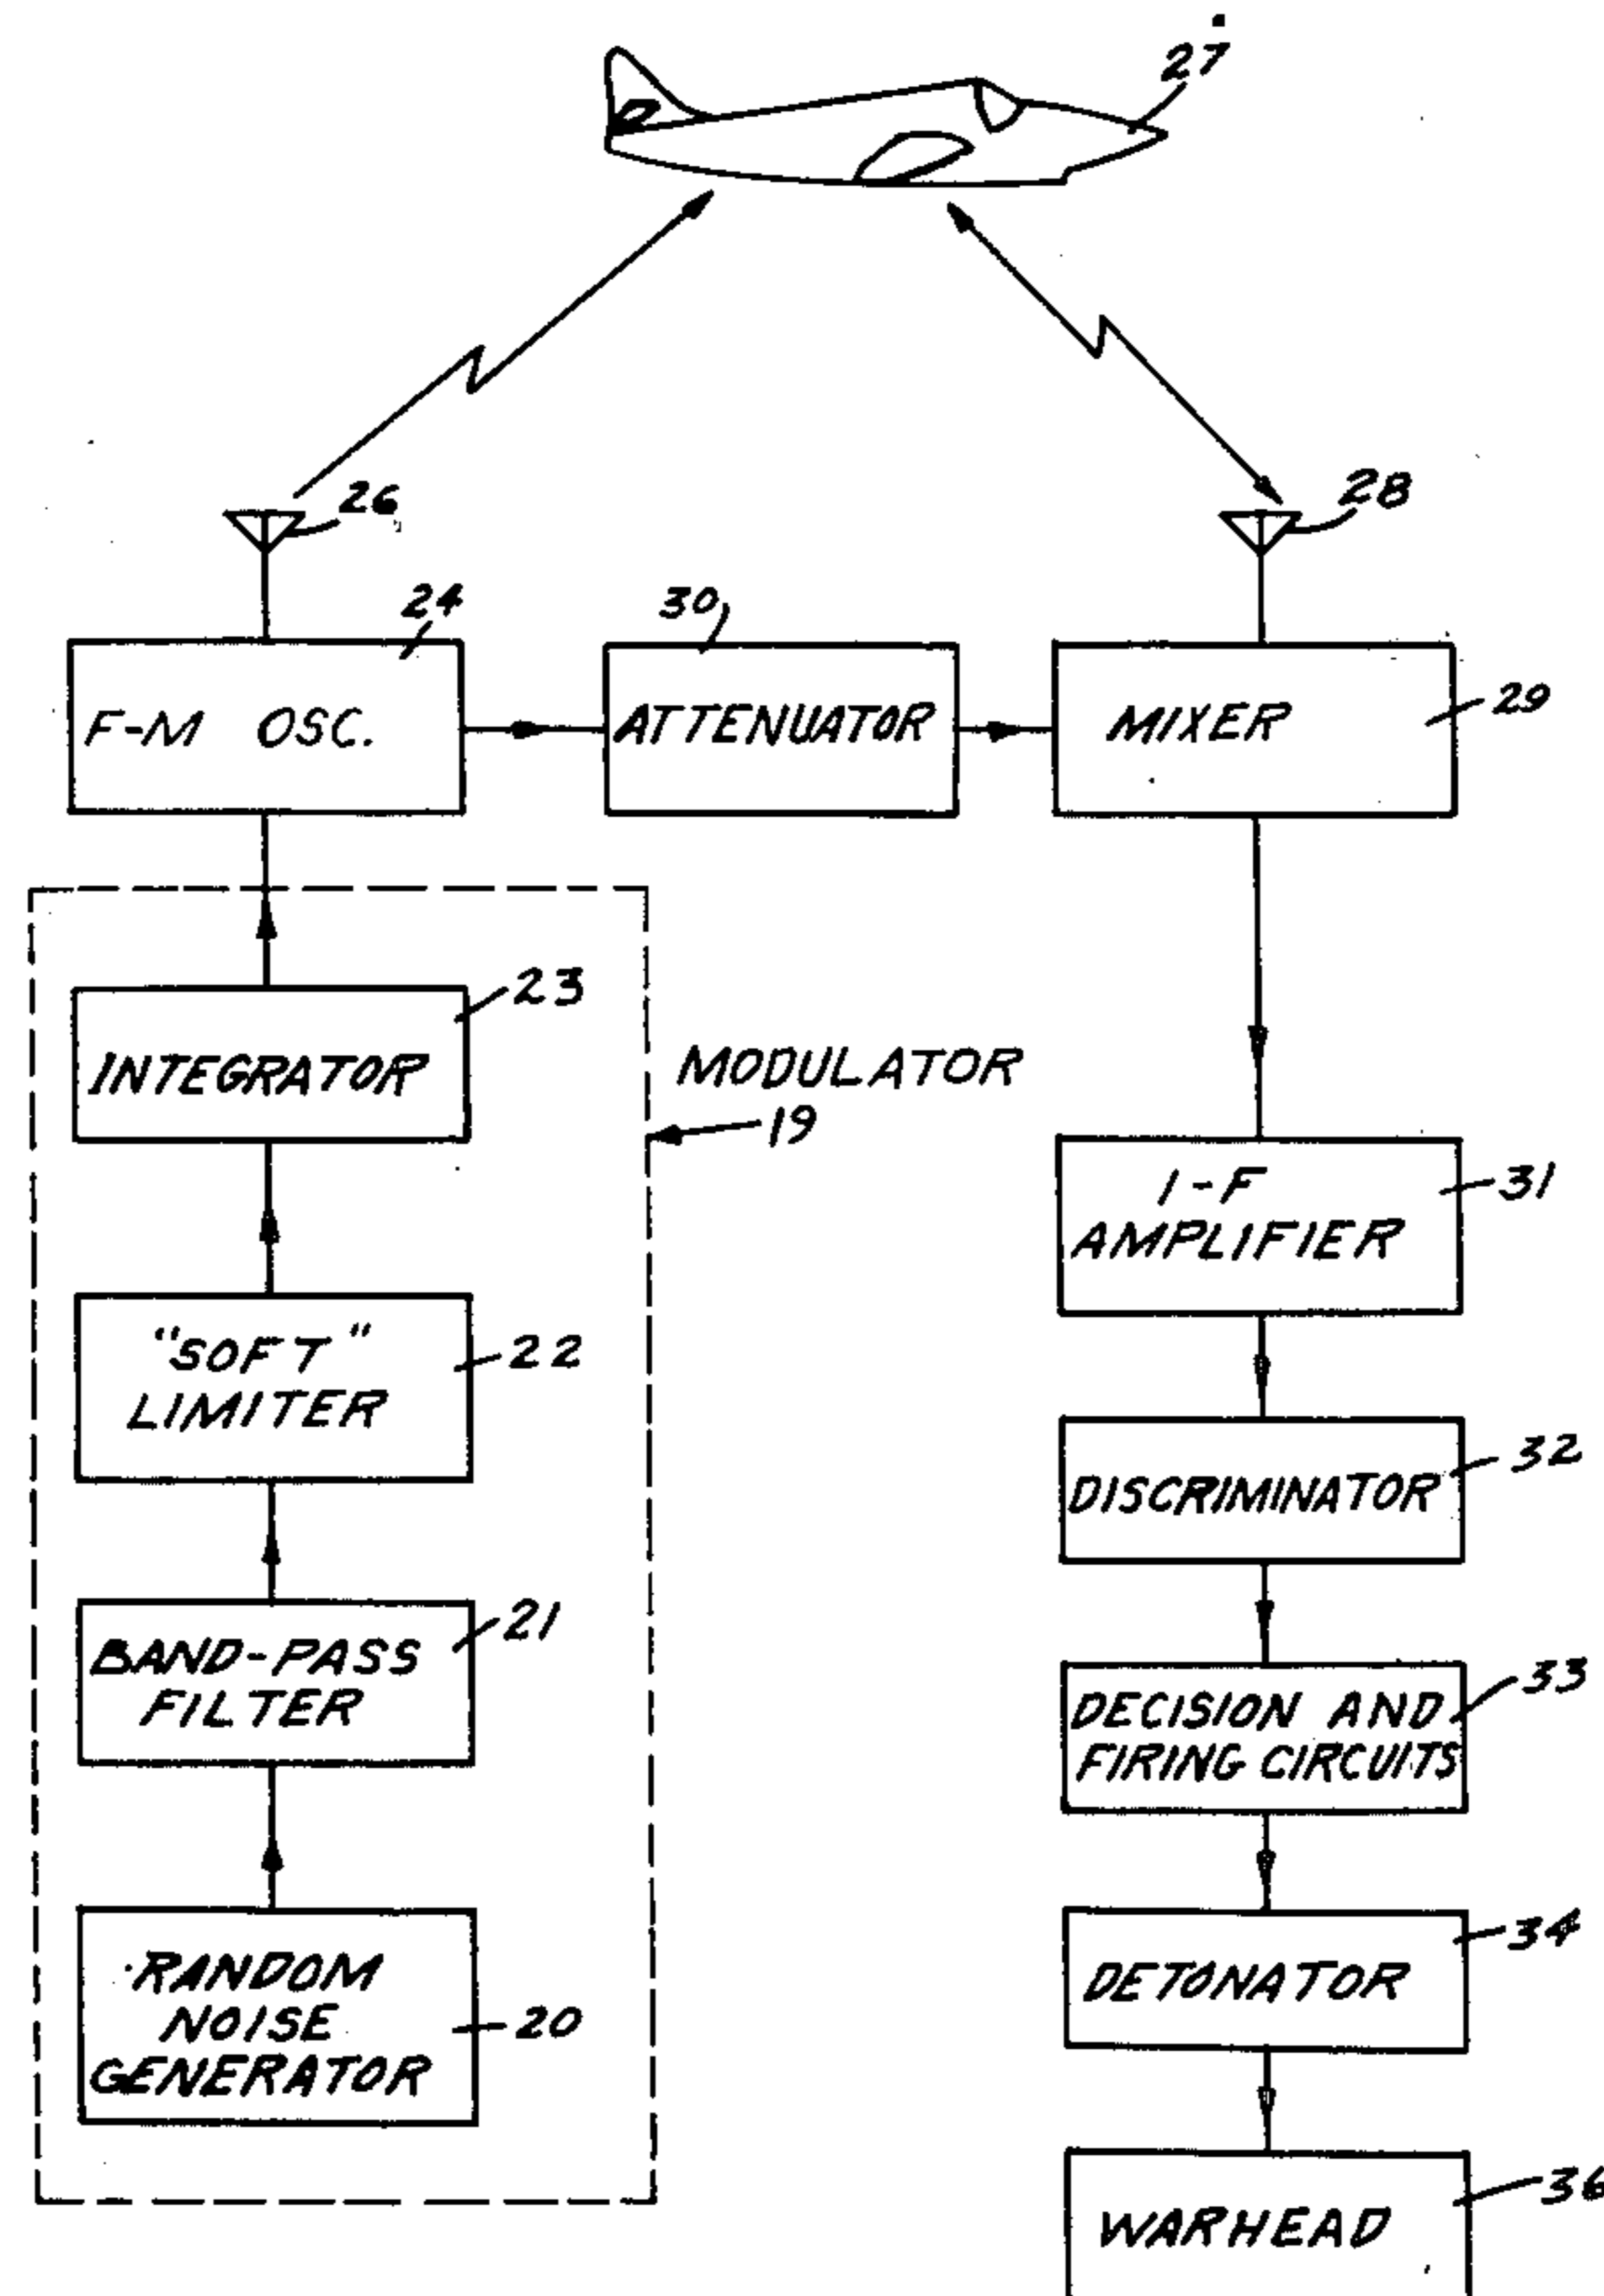 27
26
28
24
30
F-M OSC.
ATTENUATOR
MIXER
29
23
INTEGRATOR
MODULATOR
19
I-F
AMPLIFIER
31
"SOFT"
LIMITER
22
DISCRIMINATOR
32
BAND-PASS
FILTER
21
DECISION AND
FIRING CIRCUITS
33
RANDOM
NOISE
GENERATOR
20
DETONATOR
34
WARHEAD
36